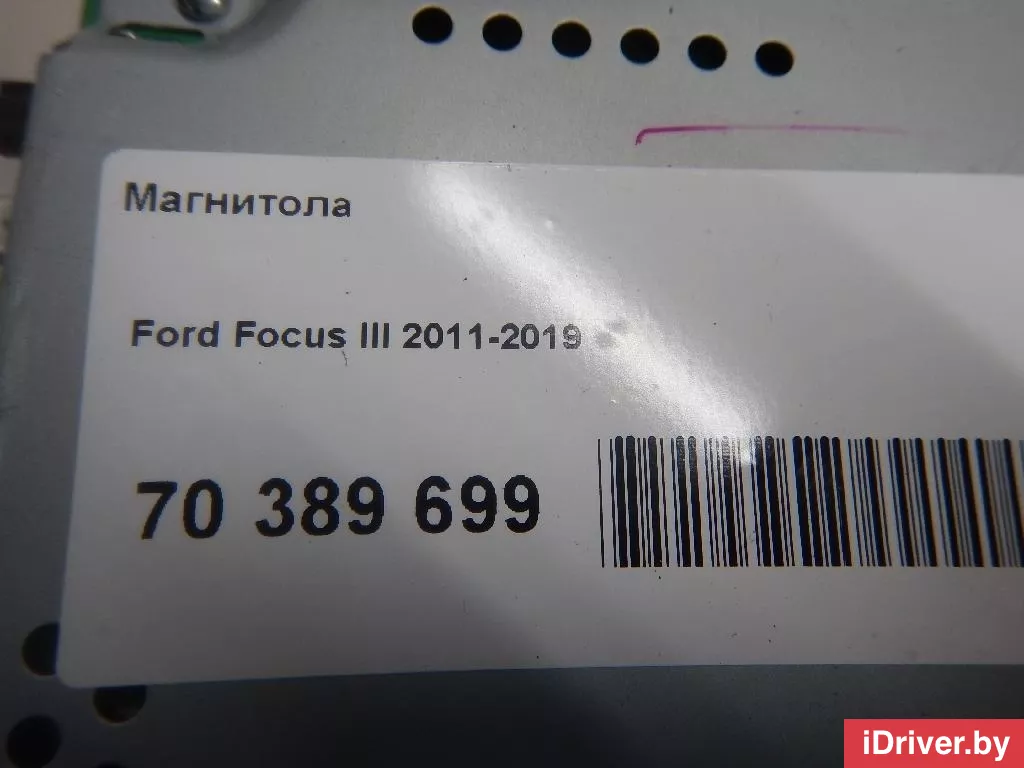 Магнитола
Ford Focus III 2011-2019
70 389 699
iDriver.by